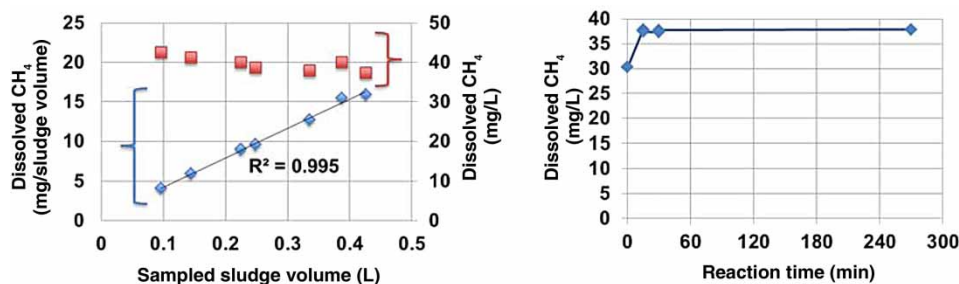 Dissolved CH4
(mg/sludge volume)
25
20
15
10
5
0
R² = 0.995
50
40
30
20
10
0
Dissolved CH4
(mg/L)
0 0.1 0.2 0.3 0.4 0.5
Sampled sludge volume (L)
Dissolved CH4
(mg/L)
40
35
30
25
40
15
10
5
0
0 60 120 180 240 300
Reaction time (min)